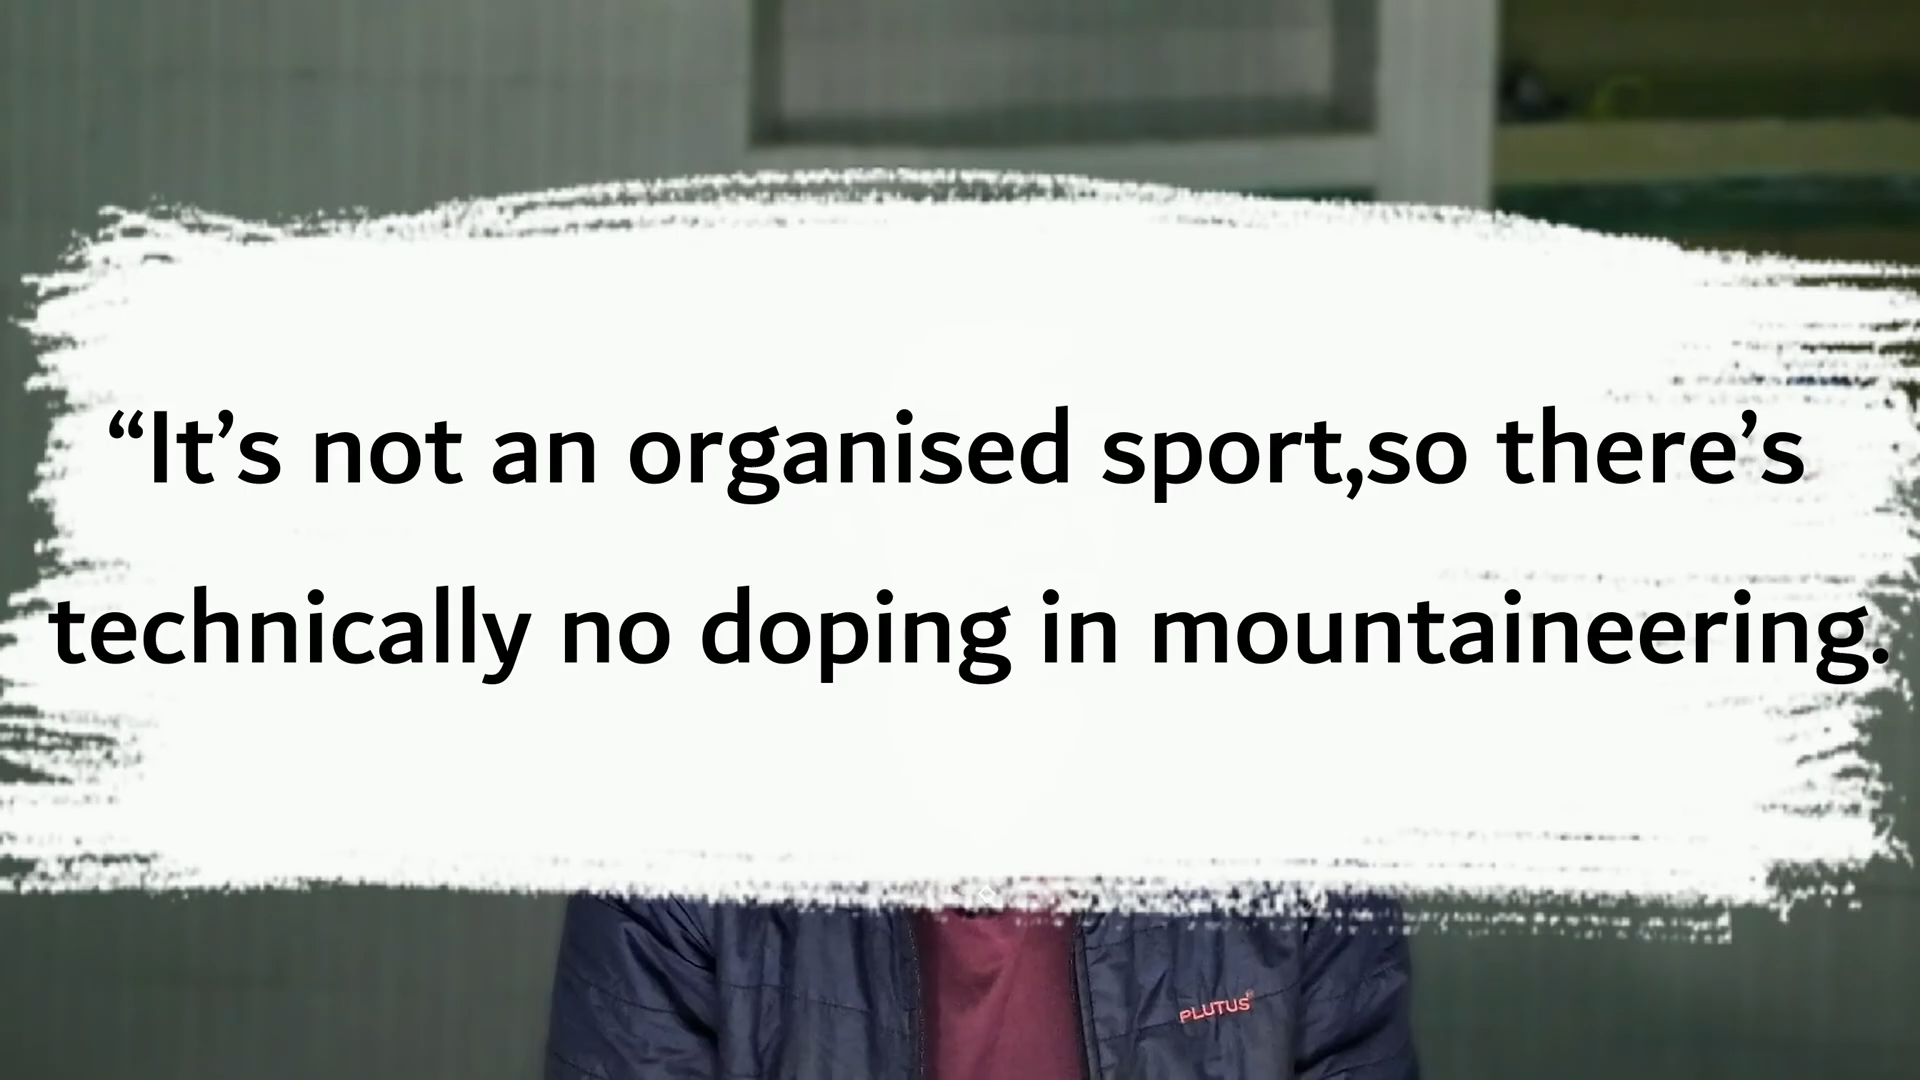 “It’s not an organised sport,so there’s
technically no doping in mountaineering.
PLUTUS